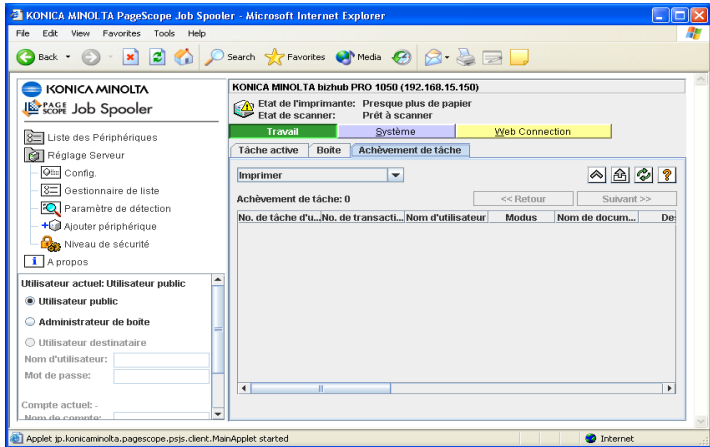 KONICA MINOLTA PageScope Job Spooler - Microsoft Internet Explorer
File Edit View Favorites Tools Help
Back Search Favorites Media
KONICA MINOLTA
PAGE SCOPE Job Spooler
Liste des Périphériques
Réglage Serveur
Config.
Gestionnaire de liste
Paramètre de détection
Ajouter périphérique
Niveau de sécurité
A propos
Utilisateur actuel: Utilisateur public
Utilisateur public
Administrateur de boîte
Utilisateur destinataire
Nom d'utilisateur:
Mot de passe:
Compte actuel: -
Nom de compte:
KONICA MINOLTA bizhub PRO 1050 (192.168.15.150)
Etat de l'imprimante: Presque plus de papier
Etat de scanner: Prêt à scanner
Travail Système Web Connection
Tâche active Boîte Achèvement de tâche
Imprimer
Achèvement de tâche: 0 << Retour Suivant >>
No. de tâche d'u... No. de transacti... Nom d'utilisateur Modus Nom de docum... De
Applet jp.konicaminolta.pagescope.psjs.client.MainApplet started Internet